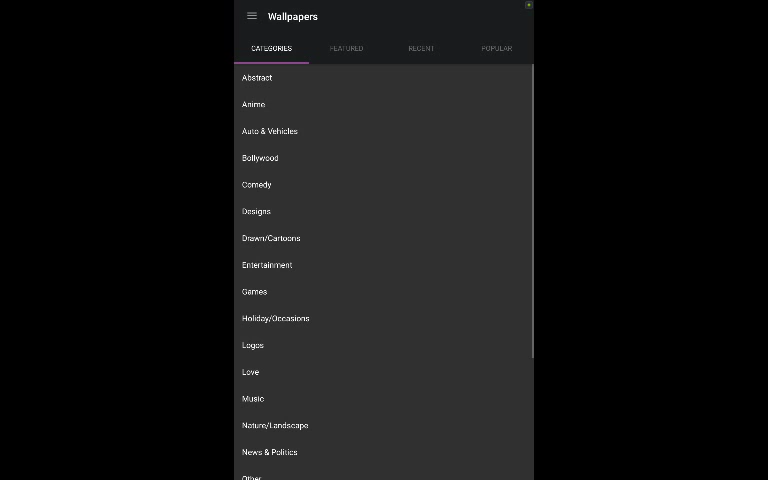 Wallpapers
CATEGORIES FEATURED RECENT POPULAR
Abstract
Anime
Auto & Vehicles
Bollywood
Comedy
Designs
Drawn/Cartoons
Entertainment
Games
Holiday/Occasions
Logos
Love
Music
Nature/Landscape
News & Politics
Other